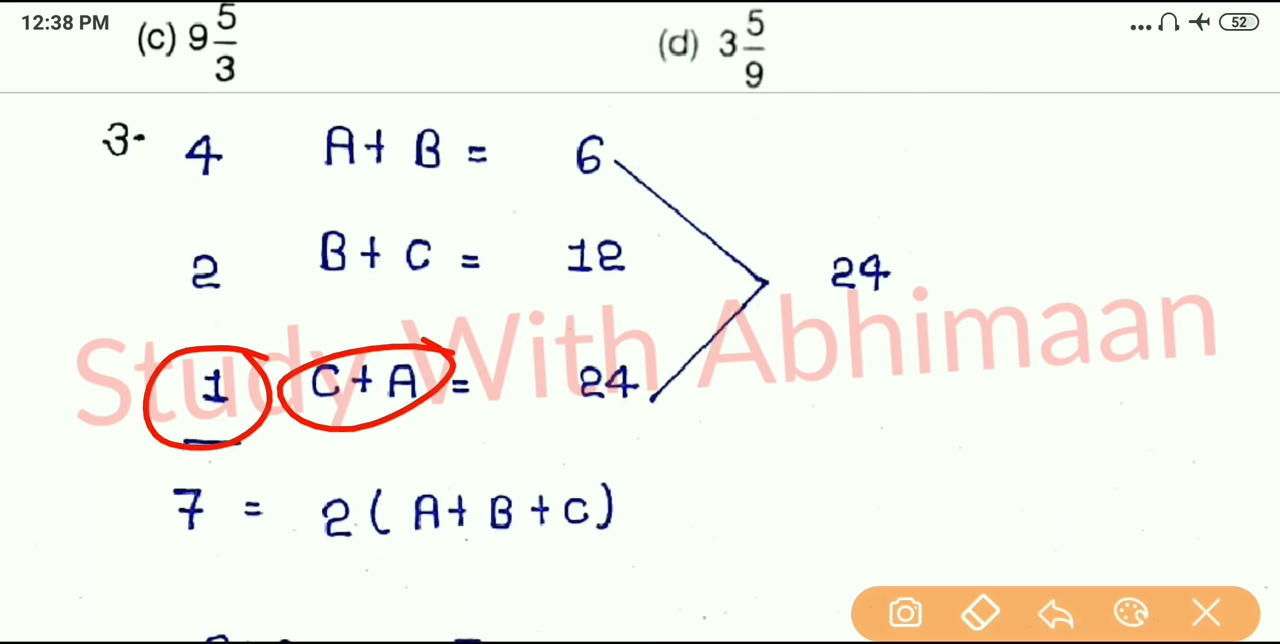 12:38 PM ... 52
(c) 9 5/3 (d) 3 5/9
3- 4 A + B = 6
2 B + C = 12 24
Study With Abhimaan
1 C + A = 24
7 = 2 ( A + B + C )